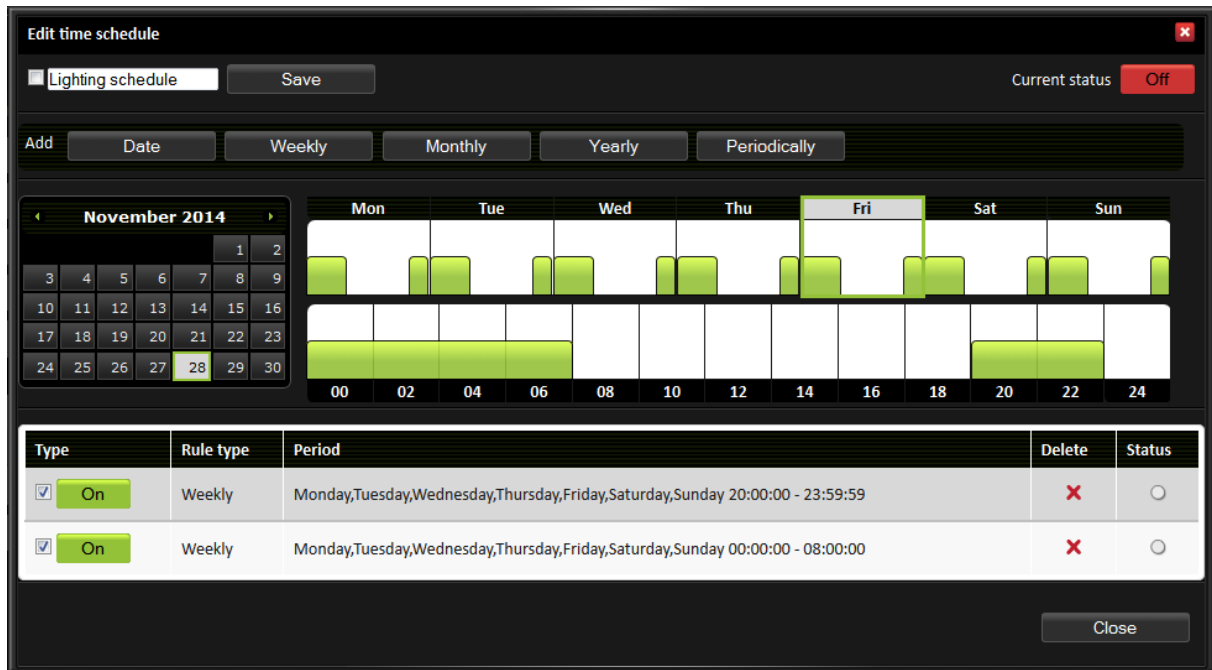 Edit time schedule
Lighting schedule Save Current status Off
Add Date Weekly Monthly Yearly Periodically
November 2014 Mon Tue Wed Thu Fri Sat Sun
1 2
3 4 5 6 7 8 9
10 11 12 13 14 15 16
17 18 19 20 21 22 23
24 25 26 27 28 29 30
00 02 04 06 08 10 12 14 16 18 20 22 24
Type Rule type Period Delete Status
On Weekly Monday,Tuesday,Wednesday,Thursday,Friday,Saturday,Sunday 20:00:00 - 23:59:59
On Weekly Monday,Tuesday,Wednesday,Thursday,Friday,Saturday,Sunday 00:00:00 - 08:00:00
Close